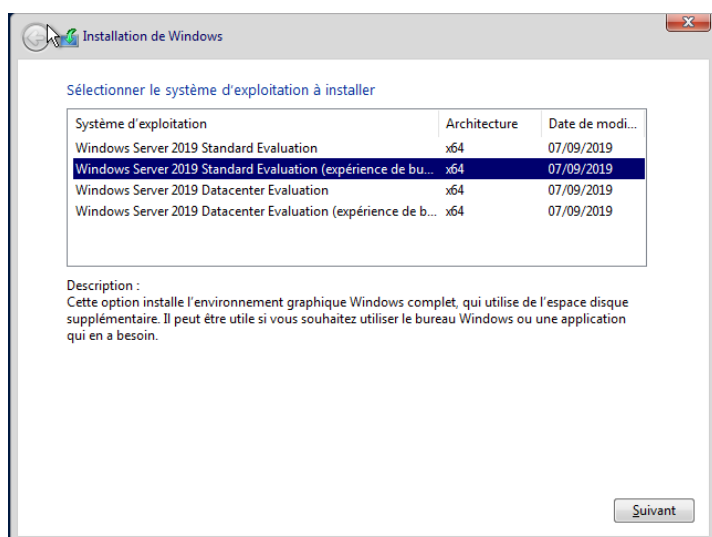 Installation de Windows
Sélectionner le système d'exploitation à installer
Système d'exploitation Architecture Date de modi...
Windows Server 2019 Standard Evaluation x64 07/09/2019
Windows Server 2019 Standard Evaluation (expérience de bu... x64 07/09/2019
Windows Server 2019 Datacenter Evaluation x64 07/09/2019
Windows Server 2019 Datacenter Evaluation (expérience de b... x64 07/09/2019
Description :
Cette option installe l'environnement graphique Windows complet, qui utilise de l'espace disque
supplémentaire. Il peut être utile si vous souhaitez utiliser le bureau Windows ou une application
qui en a besoin.
Suivant